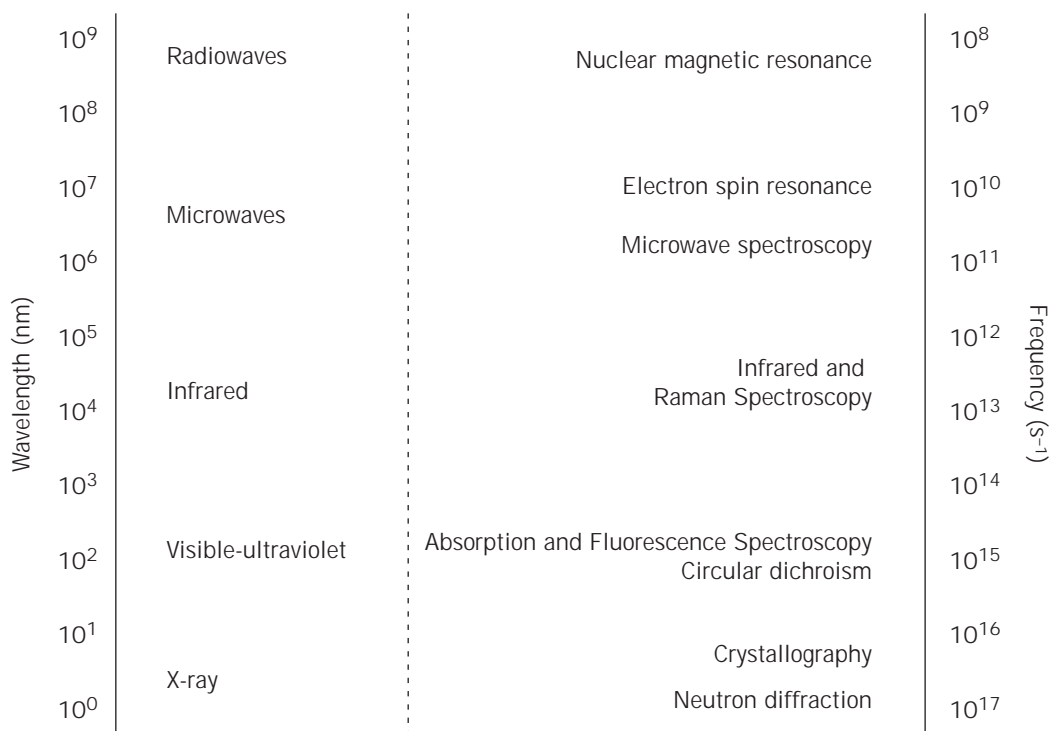 10⁹
10⁸
10⁷
10⁶
10⁵
10⁴
10³
10²
10¹
10⁰
Wavelength (nm)
Radiowaves
Microwaves
Infrared
Visible-ultraviolet
X-ray
Nuclear magnetic resonance
Electron spin resonance
Microwave spectroscopy
Infrared and
Raman Spectroscopy
Absorption and Fluorescence Spectroscopy
Circular dichroism
Crystallography
Neutron diffraction
10⁸
10⁹
10¹⁰
10¹¹
10¹²
10¹³
10¹⁴
10¹⁵
10¹⁶
10¹⁷
Frequency (s⁻¹)